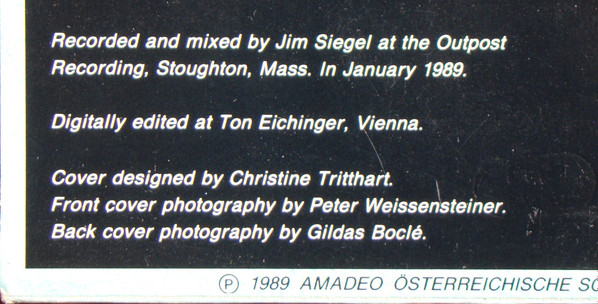 Recorded and mixed by Jim Siegel at the Outpost
Recording, Stoughton, Mass. In January 1989.
Digitally edited at Ton Eichinger, Vienna.
Cover designed by Christine Tritthart.
Front cover photography by Peter Weissensteiner.
Back cover photography by Gildas Boclé.
Ⓟ 1989 AMADEO ÖSTERREICHISCHE